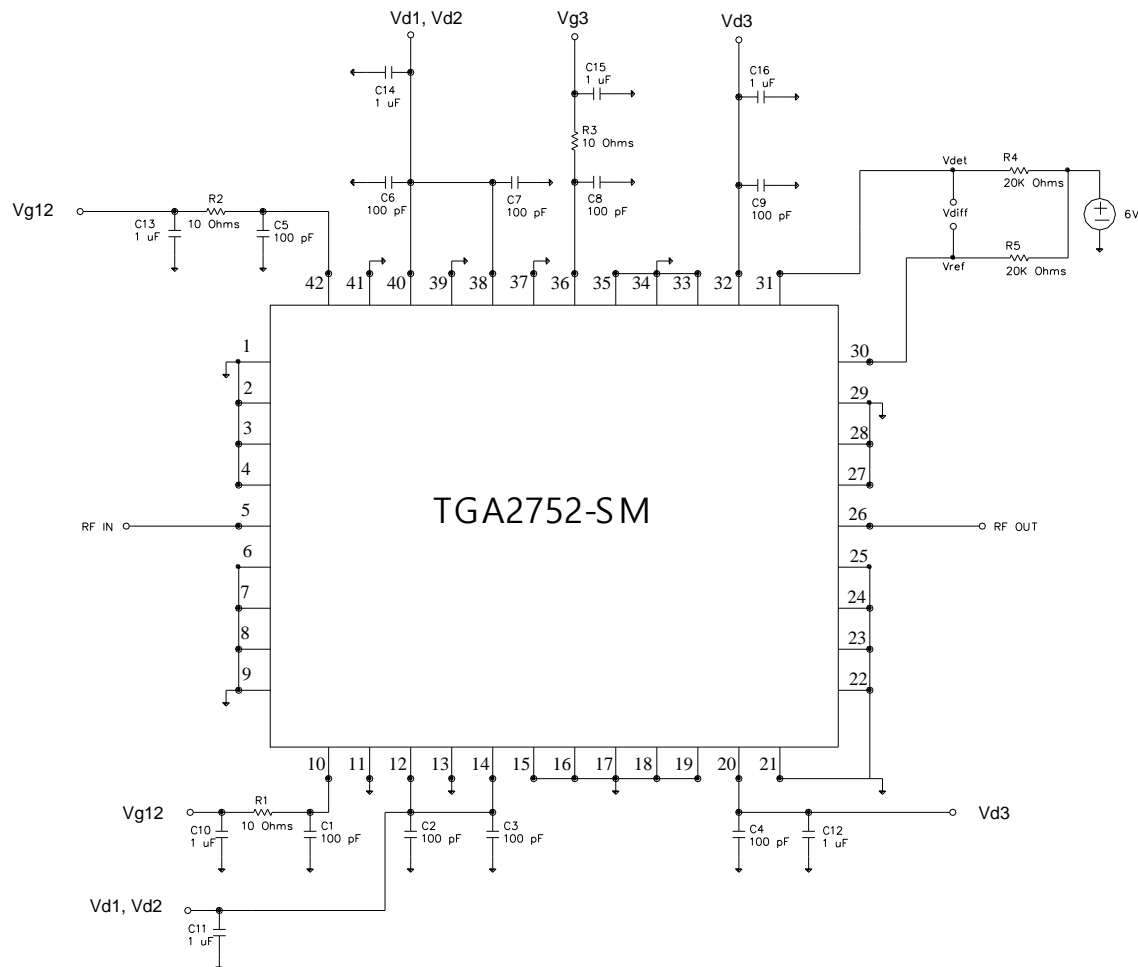 Vd1, Vd2
Vg3
Vd3
C14
1 uF
C15
1 uF
C16
1 uF
R3
10 Ohms
C6
100 pF
C7
100 pF
C8
100 pF
C9
100 pF
Vg12
C13
1 uF
R2
10 Ohms
C5
100 pF
Vdet
R4
20K Ohms
Vdiff
6V
Vref
R5
20K Ohms
42
41
40
39
38
37
36
35
34
33
32
31
1
2
3
4
5
6
7
8
9
30
29
28
27
26
25
24
23
22
RF IN
TGA2752-SM
RF OUT
10
11
12
13
14
15
16
17
18
19
20
21
Vg12
C10
1 uF
R1
10 Ohms
C1
100 pF
C2
100 pF
C3
100 pF
C4
100 pF
C12
1 uF
Vd3
Vd1, Vd2
C11
1 uF